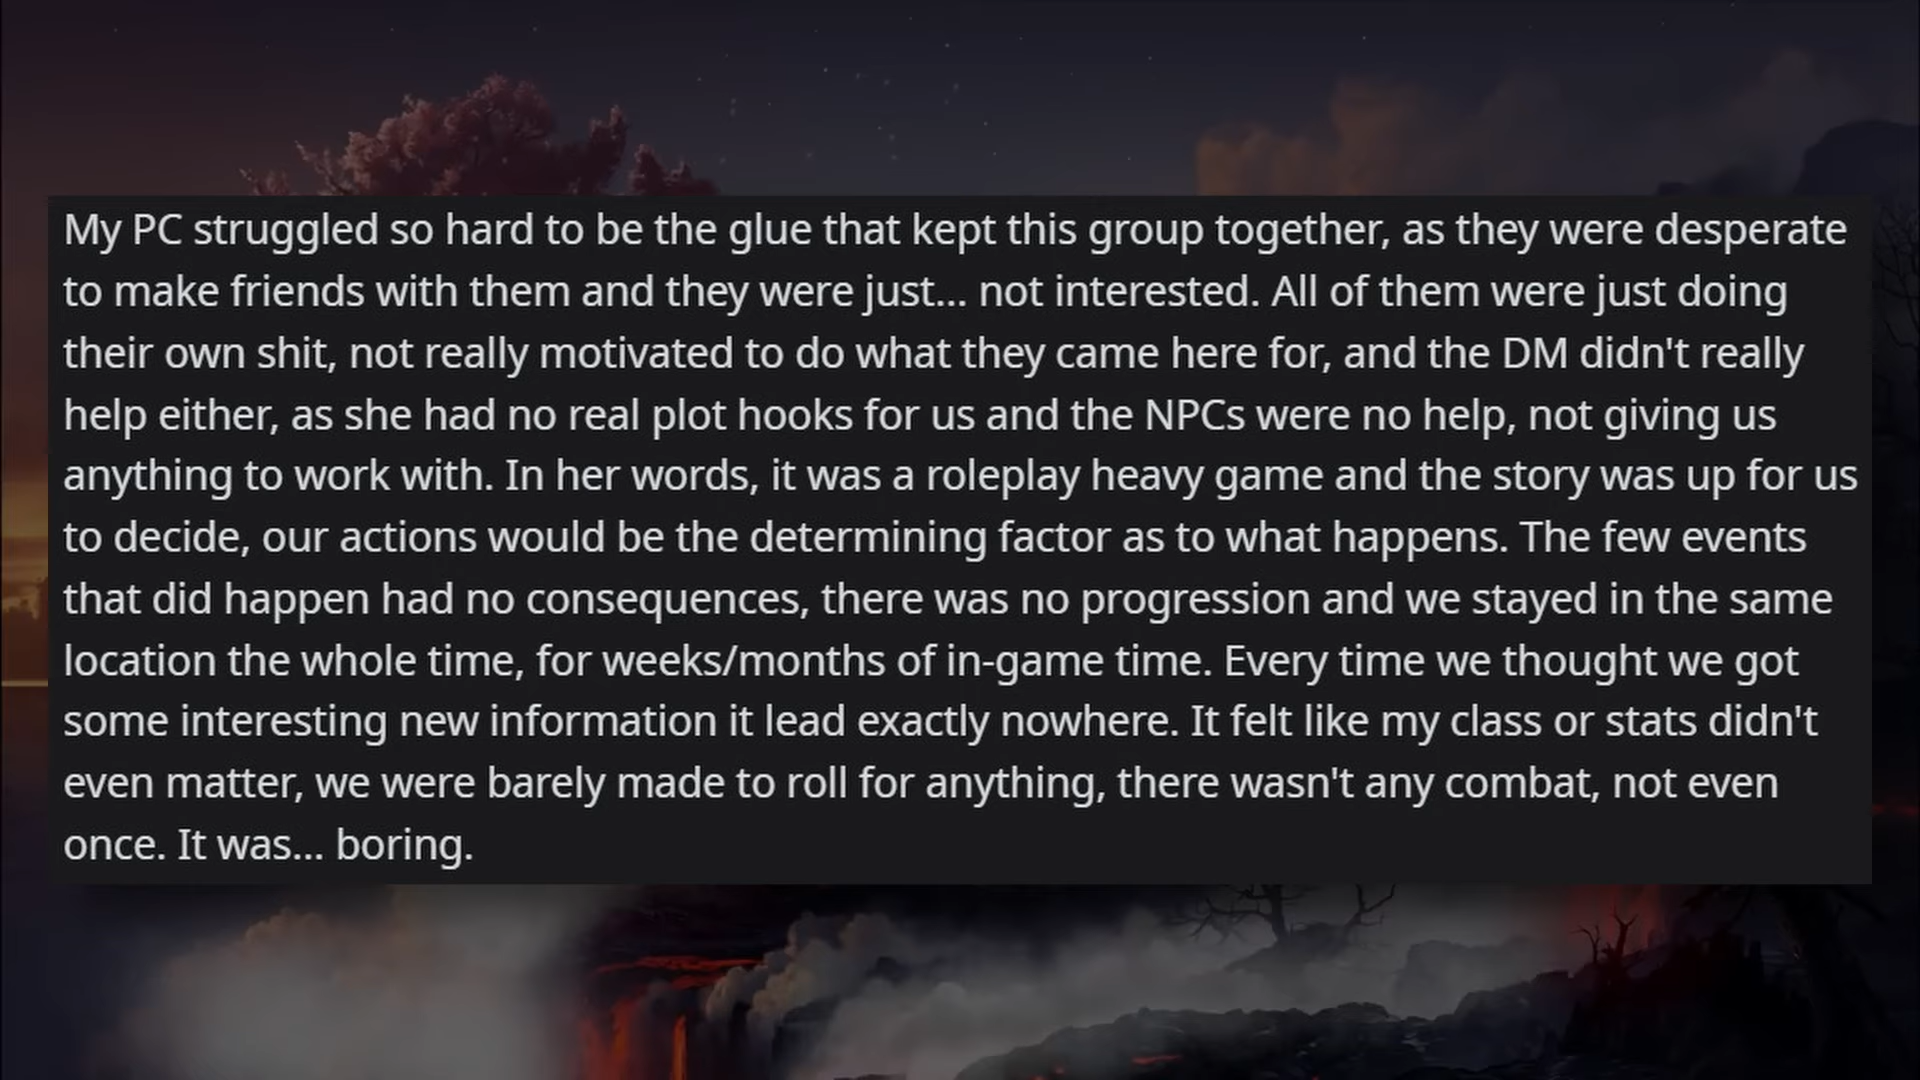 My PC struggled so hard to be the glue that kept this group together, as they were desperate
to make friends with them and they were just... not interested. All of them were just doing
their own shit, not really motivated to do what they came here for, and the DM didn't really
help either, as she had no real plot hooks for us and the NPCs were no help, not giving us
anything to work with. In her words, it was a roleplay heavy game and the story was up for us
to decide, our actions would be the determining factor as to what happens. The few events
that did happen had no consequences, there was no progression and we stayed in the same
location the whole time, for weeks/months of in-game time. Every time we thought we got
some interesting new information it lead exactly nowhere. It felt like my class or stats didn't
even matter, we were barely made to roll for anything, there wasn't any combat, not even
once. It was... boring.